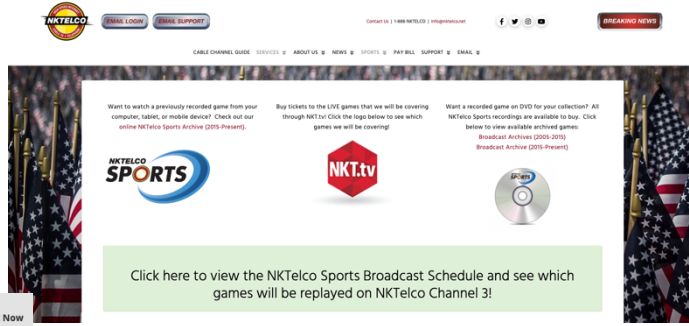 NKTELCO
EMAIL LOGIN
EMAIL SUPPORT
Contact Us | 1-888-NKTELCO | info@nktelco.net
BREAKING NEWS
CABLE CHANNEL GUIDE SERVICES ABOUT US NEWS SPORTS PAY BILL SUPPORT EMAIL
Want to watch a previously recorded game from your
computer, tablet, or mobile device? Check out our
online NKTelco Sports Archive (2015-Present).
NKTELCO
SPORTS
Buy tickets to the LIVE games that we will be covering
through NKT.tv! Click the logo below to see which
games we will be covering!
NKT.tv
Want a recorded game on DVD for your collection? All
NKTelco Sports recordings are available to buy. Click
below to view available archived games:
Broadcast Archives (2005-2015)
Broadcast Archive (2015-Present)
SPORTS
Click here to view the NKTelco Sports Broadcast Schedule and see which
games will be replayed on NKTelco Channel 3!
Now